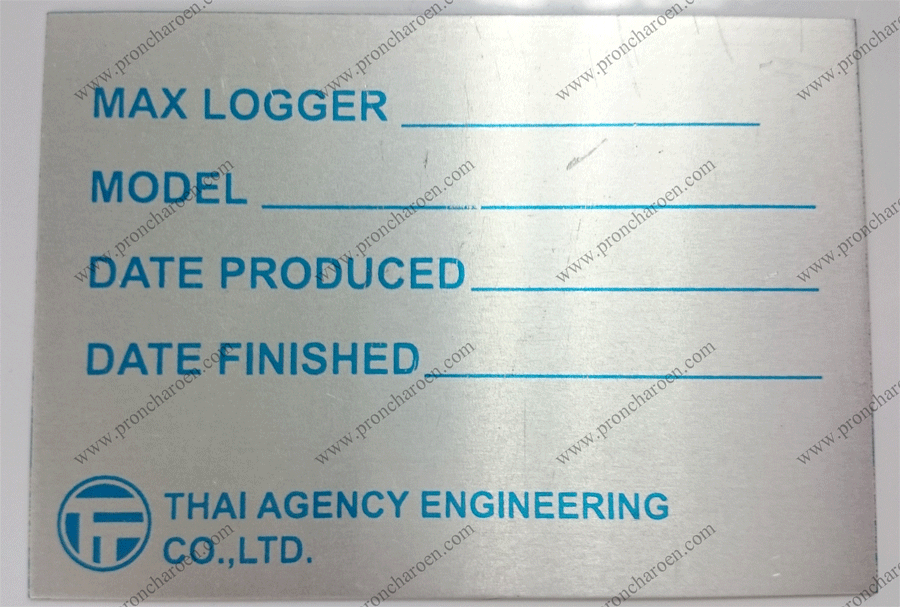 MAX LOGGER
MODEL
DATE PRODUCED
DATE FINISHED
THAI AGENCY ENGINEERING
CO.,LTD.
www.proncharoen.com